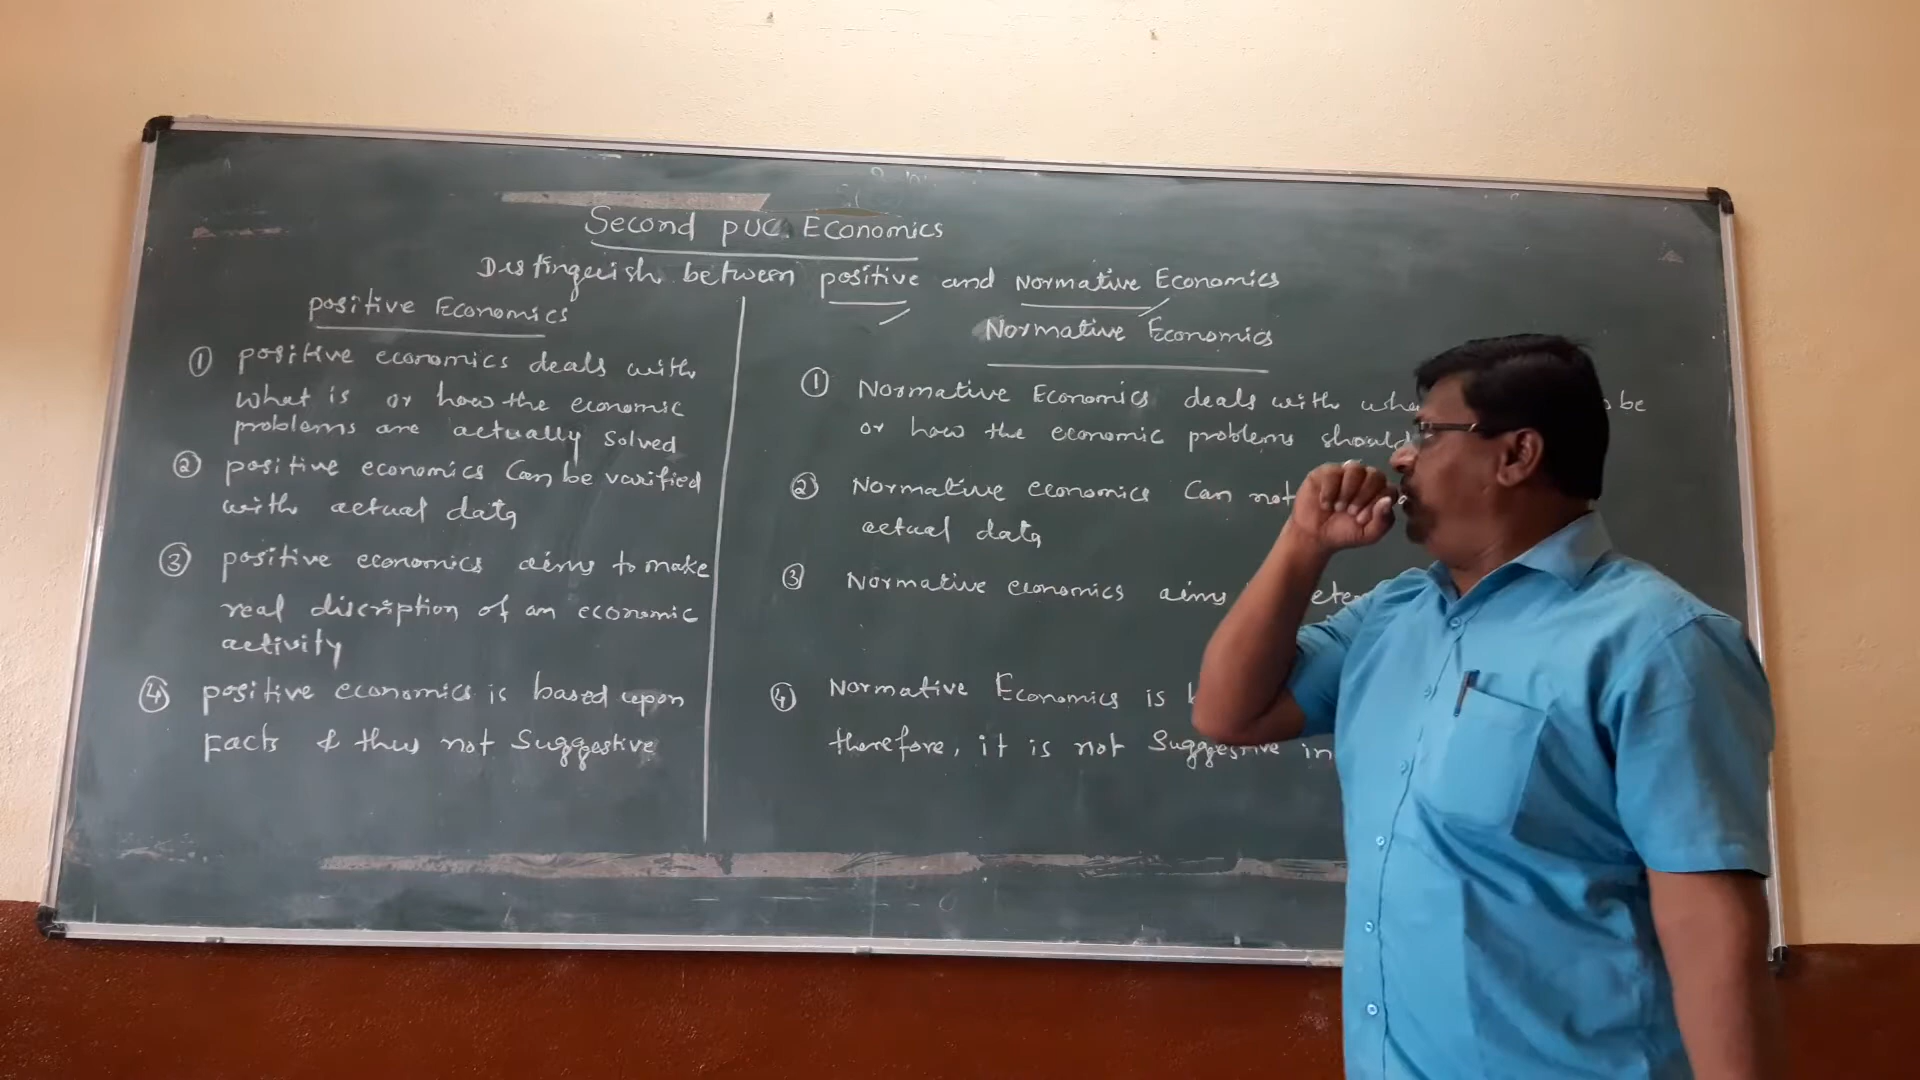 Second PUC. Economics
Distinguish between positive and Normative Economics
positive Economics
① positive economics deals with
what is or how the economic
problems are actually solved
② positive economics Can be varified
with actual data
③ positive economics aims to make
real discription of an economic
activity
④ positive economics is based upon
Facts & thus not Suggestive
Normative Economics
① Normative Economics deals with be
or how the economic problems should
② Normative economics Can not
actual data
③ Normative economics aims
④ Normative Economics is
therefore, it is not Suggestive in